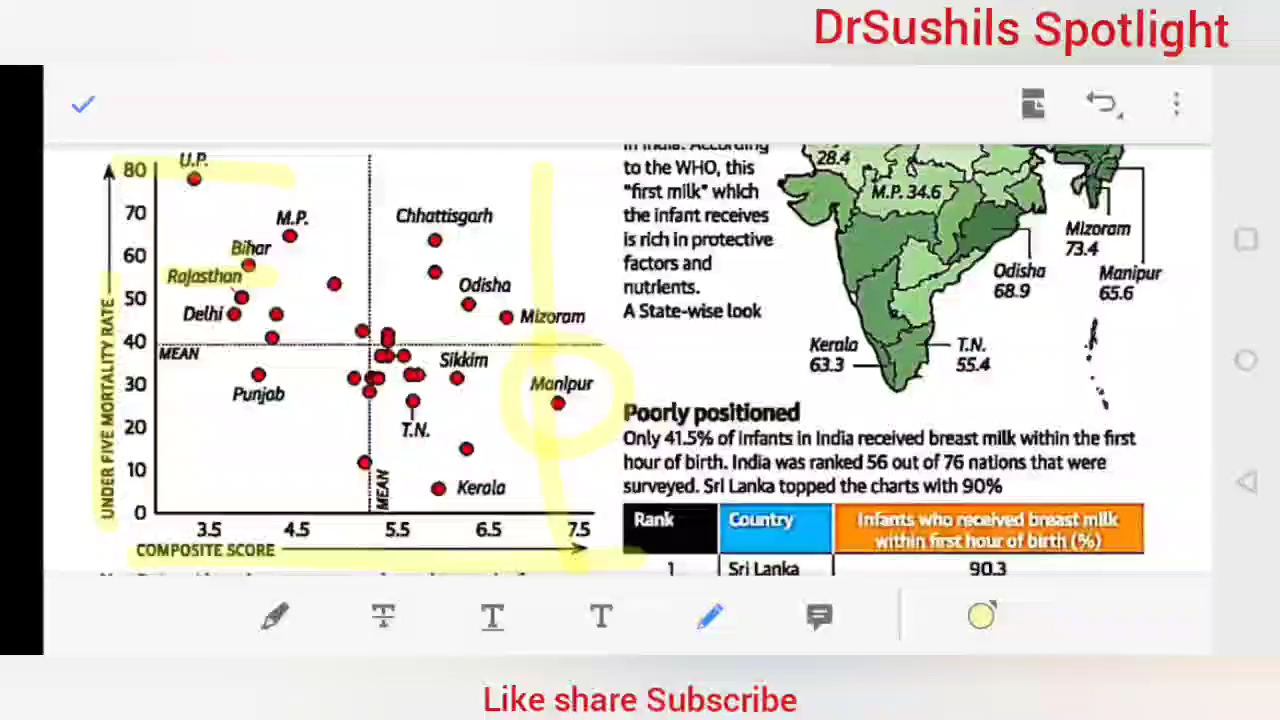 DrSushils Spotlight
U.P.
80
70
60
50
40
30
20
10
0
M.P.
Chhattisgarh
Bihar
Rajasthan
Odisha
Delhi
Mizoram
MEAN
Sikkim
Punjab
Manipur
T.N.
MEAN
Kerala
UNDER FIVE MORTALITY RATE
3.5 4.5 5.5 6.5 7.5
COMPOSITE SCORE
in India. According
to the WHO, this
"first milk" which
the infant receives
is rich in protective
factors and
nutrients.
A State-wise look
28.4
M.P. 34.6
Mizoram
73.4
Odisha
68.9
Manipur
65.6
Kerala
63.3
T.N.
55.4
Poorly positioned
Only 41.5% of infants in India received breast milk within the first
hour of birth. India was ranked 56 out of 76 nations that were
surveyed. Sri Lanka topped the charts with 90%
Rank Country Infants who received breast milk
within first hour of birth (%)
1 Sri Lanka 90.3
Like share Subscribe